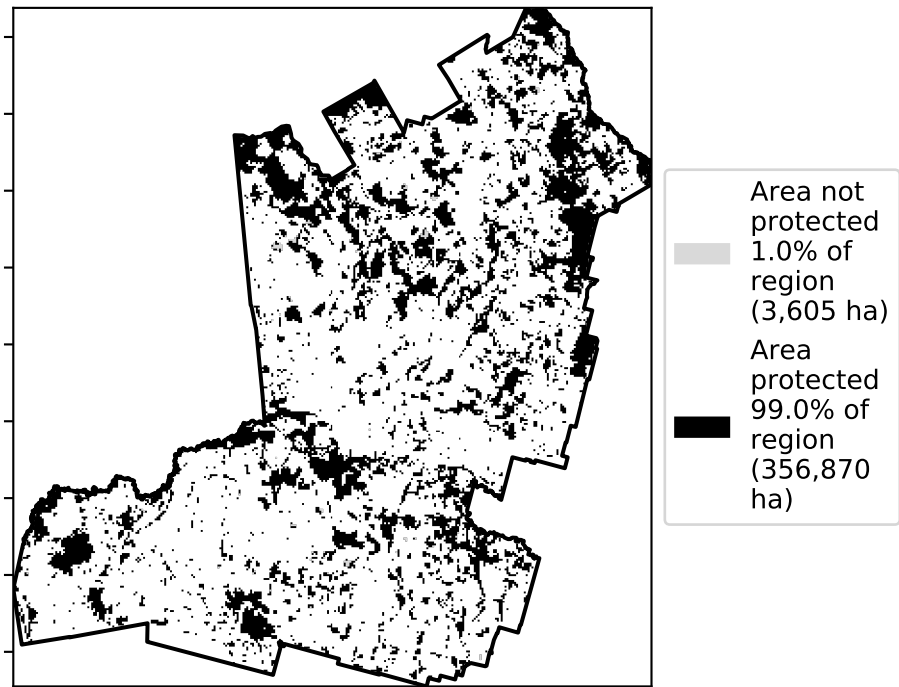 Area not
protected
1.0% of
region
(3,605 ha)
Area
protected
99.0% of
region
(356,870
ha)